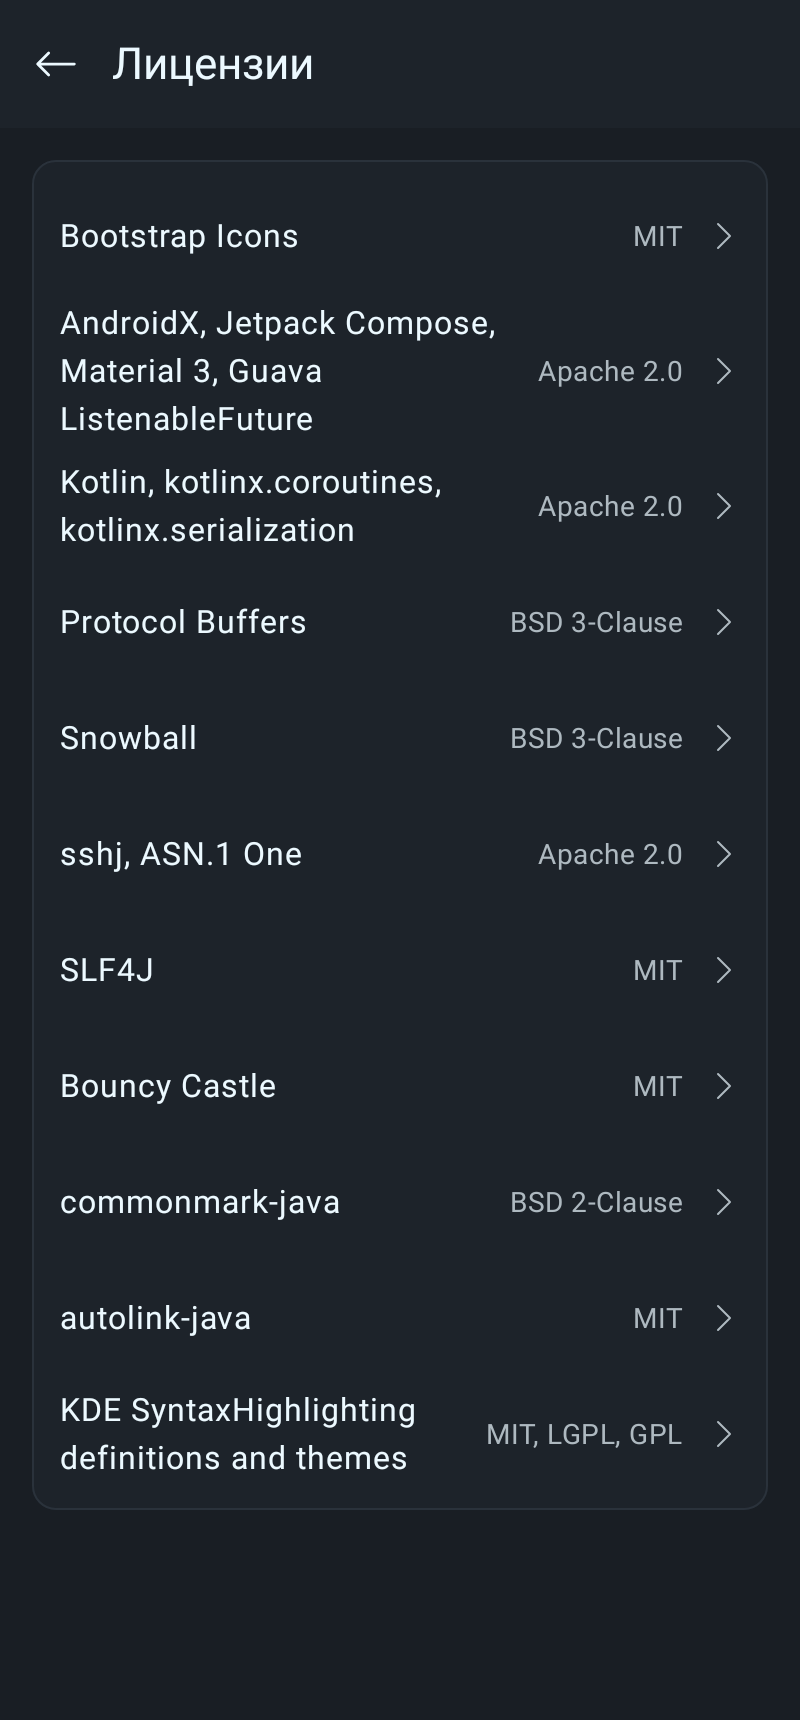 Лицензии
Bootstrap Icons MIT
AndroidX, Jetpack Compose,
Material 3, Guava
ListenableFuture
Apache 2.0
Kotlin, kotlinx.coroutines,
kotlinx.serialization
Apache 2.0
Protocol Buffers BSD 3-Clause
Snowball BSD 3-Clause
sshj, ASN.1 One Apache 2.0
SLF4J MIT
Bouncy Castle MIT
commonmark-java BSD 2-Clause
autolink-java MIT
KDE SyntaxHighlighting
definitions and themes
MIT, LGPL, GPL